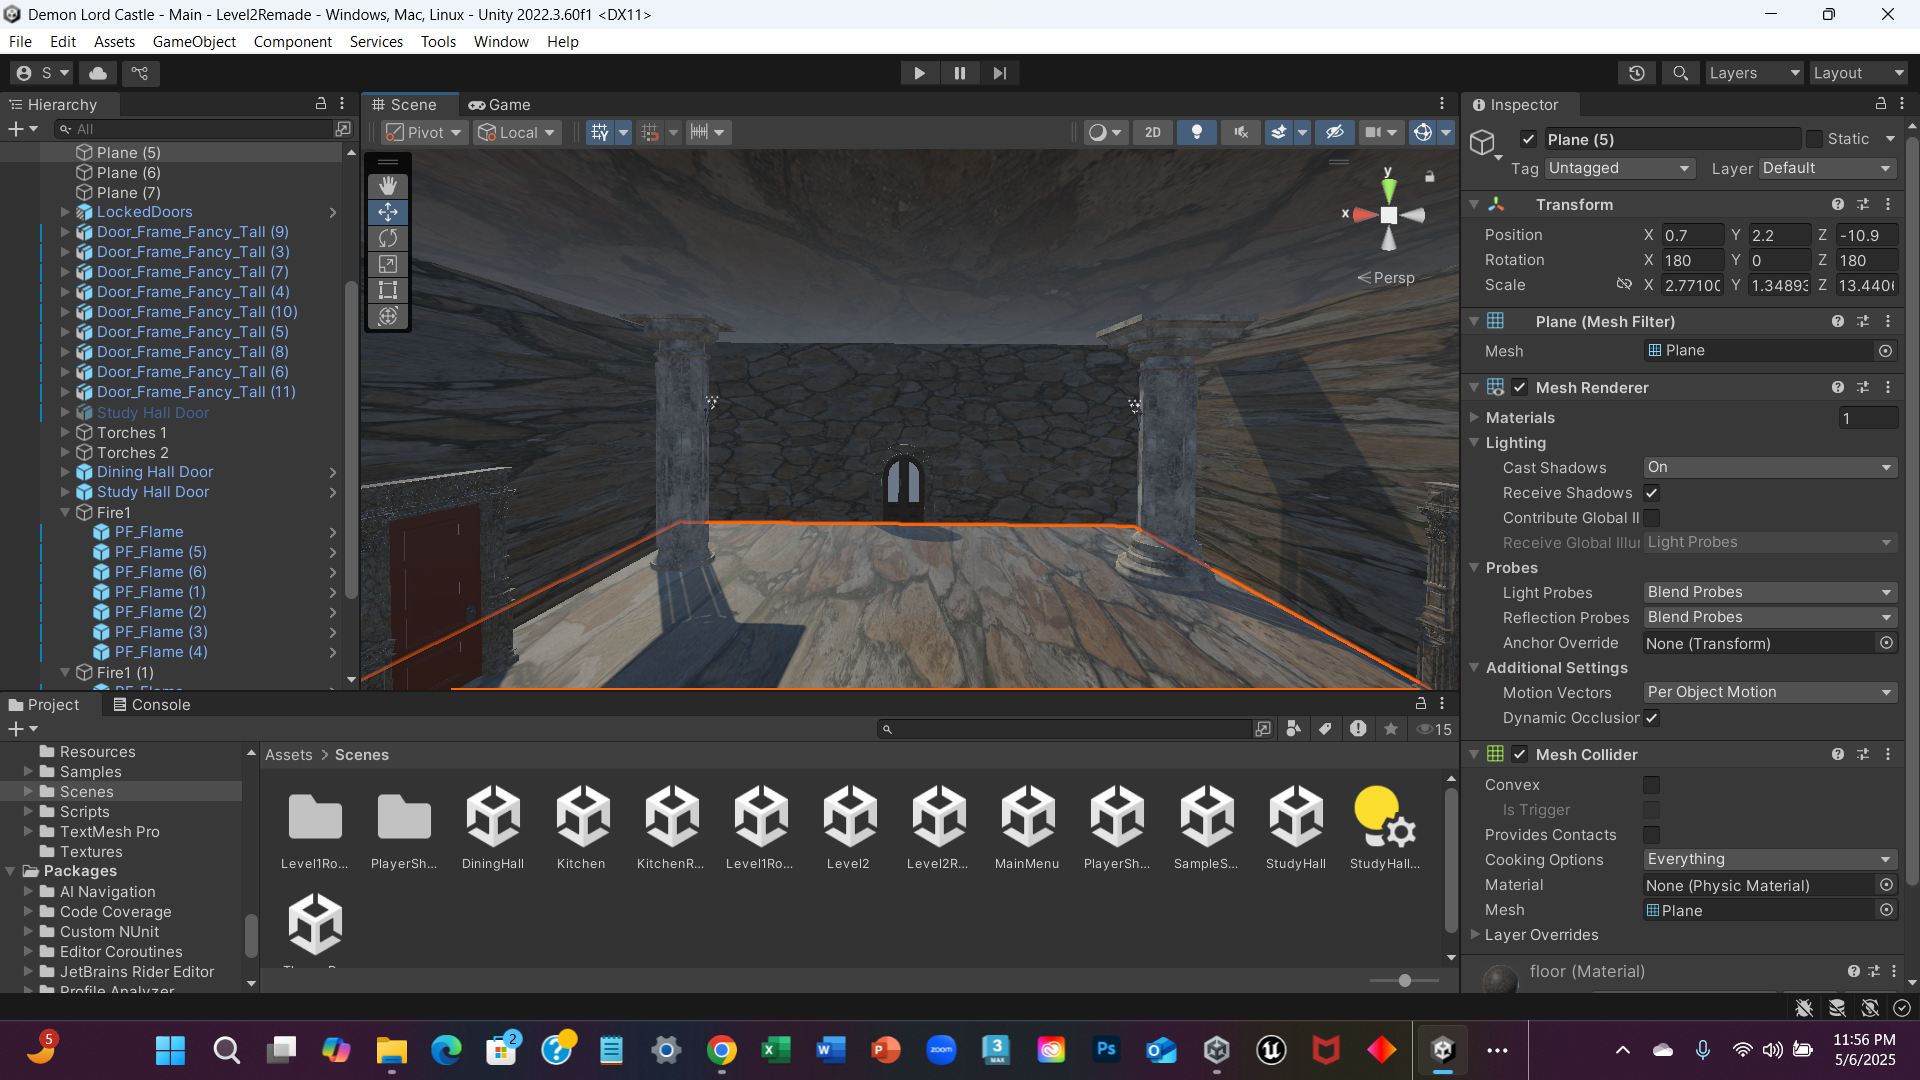 Demon Lord Castle - Main - Level2Remade - Windows, Mac, Linux - Unity 2022.3.60f1 <DX11>
File Edit Assets GameObject Component Services Tools Window Help
S Layers Layout
Hierarchy
All
Plane (5)
Plane (6)
Plane (7)
LockedDoors
Door_Frame_Fancy_Tall (9)
Door_Frame_Fancy_Tall (3)
Door_Frame_Fancy_Tall (7)
Door_Frame_Fancy_Tall (4)
Door_Frame_Fancy_Tall (10)
Door_Frame_Fancy_Tall (5)
Door_Frame_Fancy_Tall (8)
Door_Frame_Fancy_Tall (6)
Door_Frame_Fancy_Tall (11)
Study Hall Door
Torches 1
Torches 2
Dining Hall Door
Study Hall Door
Fire1
PF_Flame
PF_Flame (5)
PF_Flame (6)
PF_Flame (1)
PF_Flame (2)
PF_Flame (3)
PF_Flame (4)
Fire1 (1)
Scene Game
Pivot Local 2D
y
x
Persp
Inspector
Plane (5) Static
Tag Untagged Layer Default
Transform
Position X 0.7 Y 2.2 Z -10.9
Rotation X 180 Y 0 Z 180
Scale X 2.7710 Y 1.34893 Z 13.4406
Plane (Mesh Filter)
Mesh Plane
Mesh Renderer
Materials 1
Lighting
Cast Shadows On
Receive Shadows
Contribute Global Il
Receive Global Illur Light Probes
Probes
Light Probes Blend Probes
Reflection Probes Blend Probes
Anchor Override None (Transform)
Additional Settings
Motion Vectors Per Object Motion
Dynamic Occlusior
Mesh Collider
Convex
Is Trigger
Provides Contacts
Cooking Options Everything
Material None (Physic Material)
Mesh Plane
Layer Overrides
floor (Material)
Project Console
15
Resources
Samples
Scenes
Scripts
TextMesh Pro
Textures
Packages
AI Navigation
Code Coverage
Custom NUnit
Editor Coroutines
JetBrains Rider Editor
Profile Analyzer
Assets > Scenes
Level1Ro... PlayerSh... DiningHall Kitchen KitchenR... Level1Ro... Level2 Level2R... MainMenu PlayerSh... SampleS... StudyHall StudyHall...
5
2
zoom
3
MAX
Ps
11:56 PM
5/6/2025